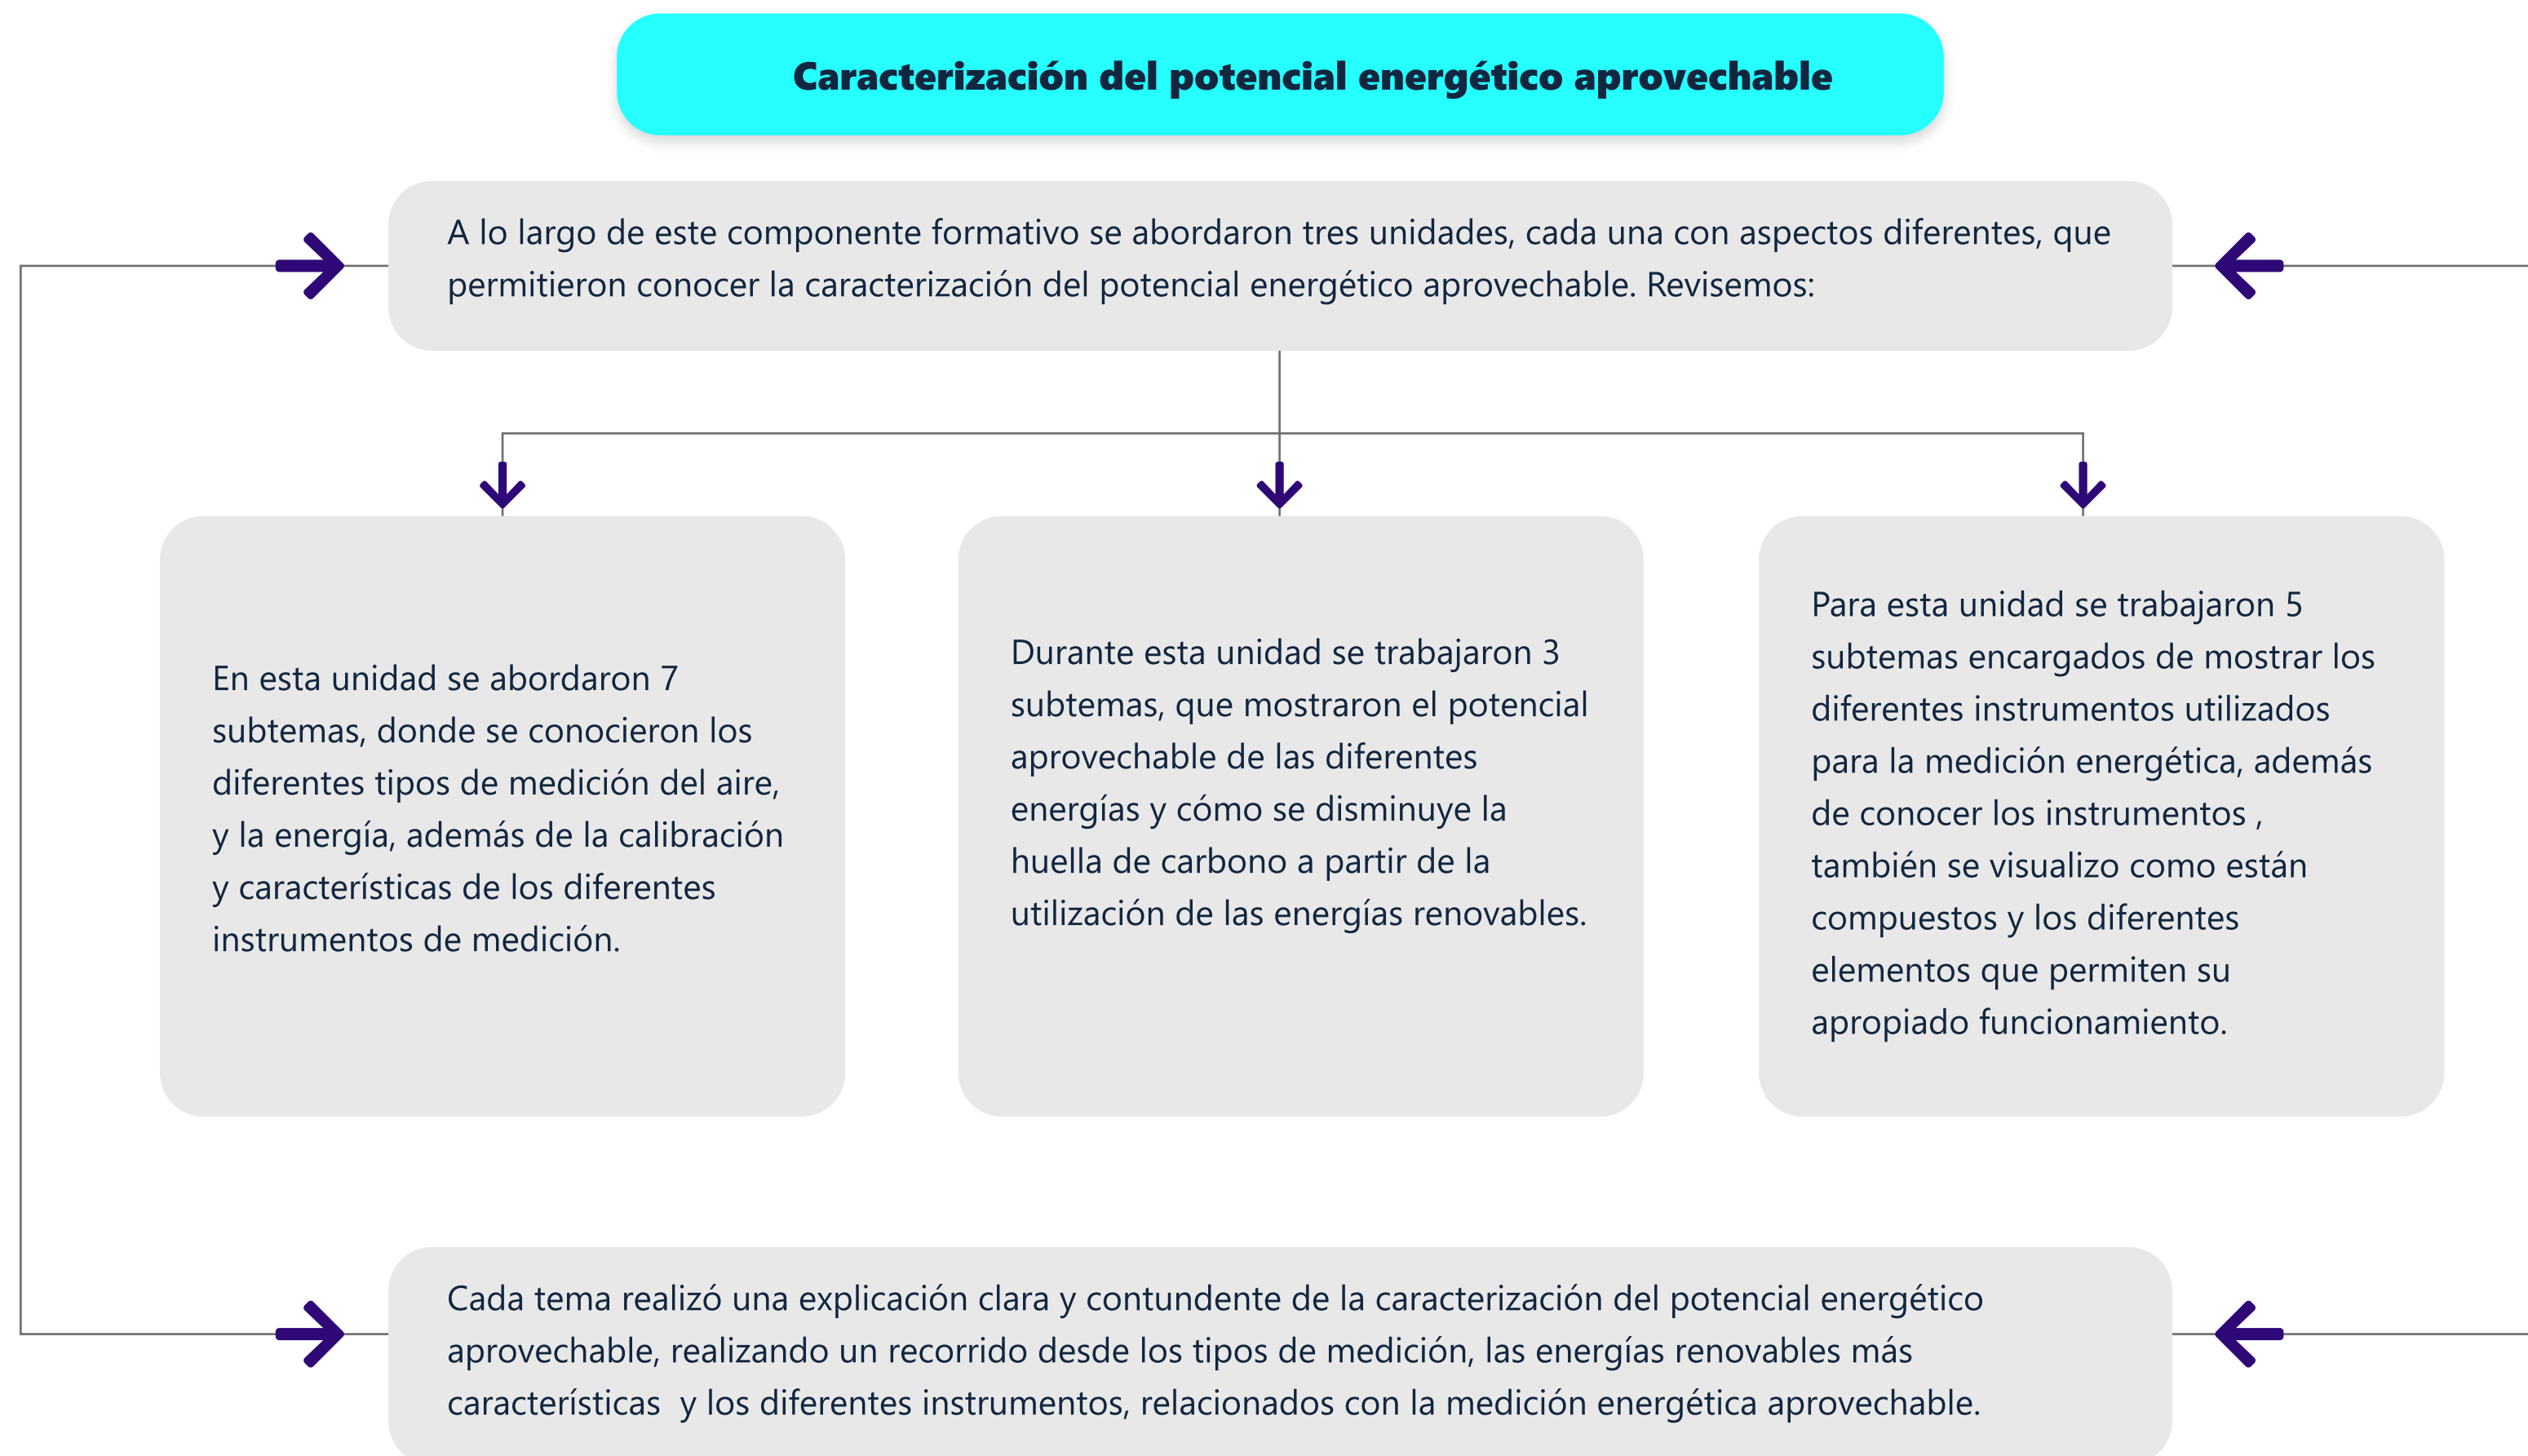 Caracterización del potencial energético aprovechable
A lo largo de este componente formativo se abordaron tres unidades, cada una con aspectos diferentes, que
permitieron conocer la caracterización del potencial energético aprovechable. Revisemos:
En esta unidad se abordaron 7
subtemas, donde se conocieron los
diferentes tipos de medición del aire,
y la energía, además de la calibración
y características de los diferentes
instrumentos de medición.
Durante esta unidad se trabajaron 3
subtemas, que mostraron el potencial
aprovechable de las diferentes
energías y cómo se disminuye la
huella de carbono a partir de la
utilización de las energías renovables.
Para esta unidad se trabajaron 5
subtemas encargados de mostrar los
diferentes instrumentos utilizados
para la medición energética, además
de conocer los instrumentos ,
también se visualizo como están
compuestos y los diferentes
elementos que permiten su
apropiado funcionamiento.
Cada tema realizó una explicación clara y contundente de la caracterización del potencial energético
aprovechable, realizando un recorrido desde los tipos de medición, las energías renovables más
características  y los diferentes instrumentos, relacionados con la medición energética aprovechable.